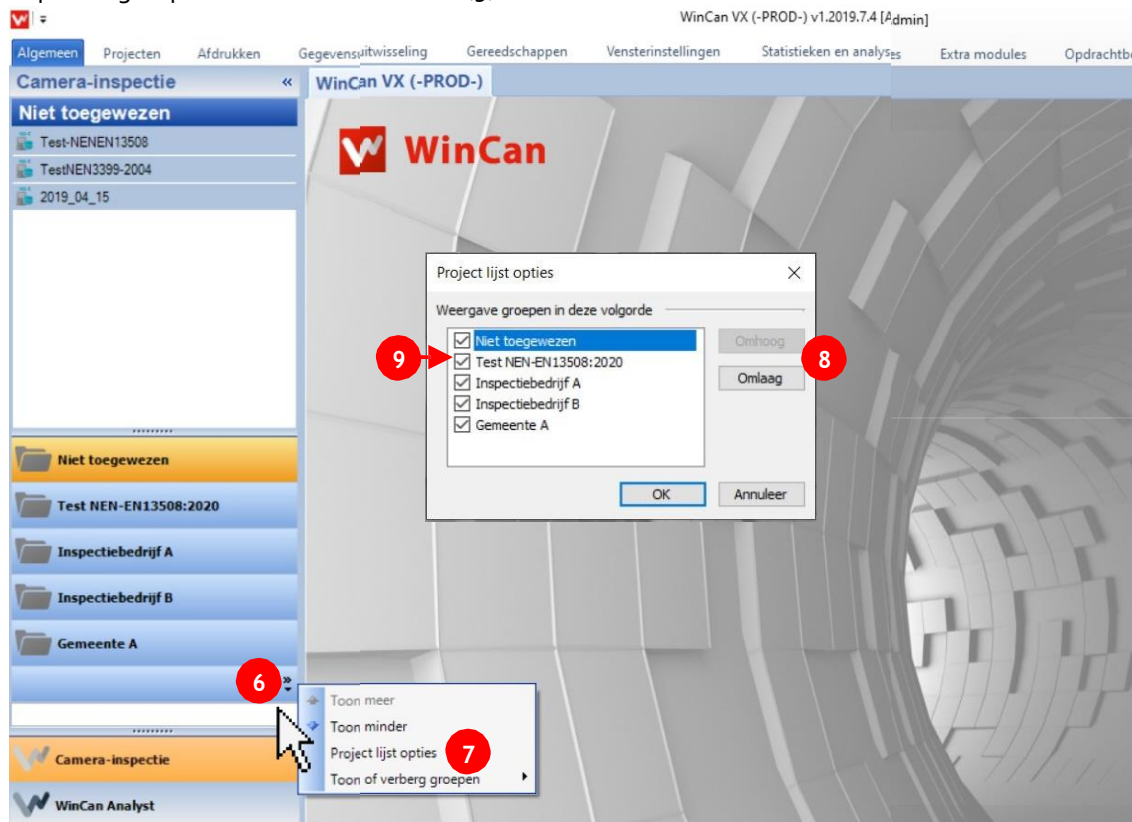 WinCan VX (-PROD-) v1.2019.7.4 [Admin]
Algemeen Projecten Afdrukken Gegevensuitwisseling Gereedschappen Vensterinstellingen Statistieken en analyses Extra modules
Camera-inspectie «
WinCan VX (-PROD-)
Niet toegewezen
Test-NENEN13508
TestNEN3399-2004
2019_04_15
WinCan
Project lijst opties
Weergave groepen in deze volgorde
Niet toegewezen
Test NEN-EN13508:2020
Inspectiebedrijf A
Inspectiebedrijf B
Gemeente A
Omhoog
Omlaag
OK Annuleer
9
8
Niet toegewezen
Test NEN-EN13508:2020
Inspectiebedrijf A
Inspectiebedrijf B
Gemeente A
6
»
Toon meer
Toon minder
Project lijst opties
7
Toon of verberg groepen
Camera-inspectie
WinCan Analyst